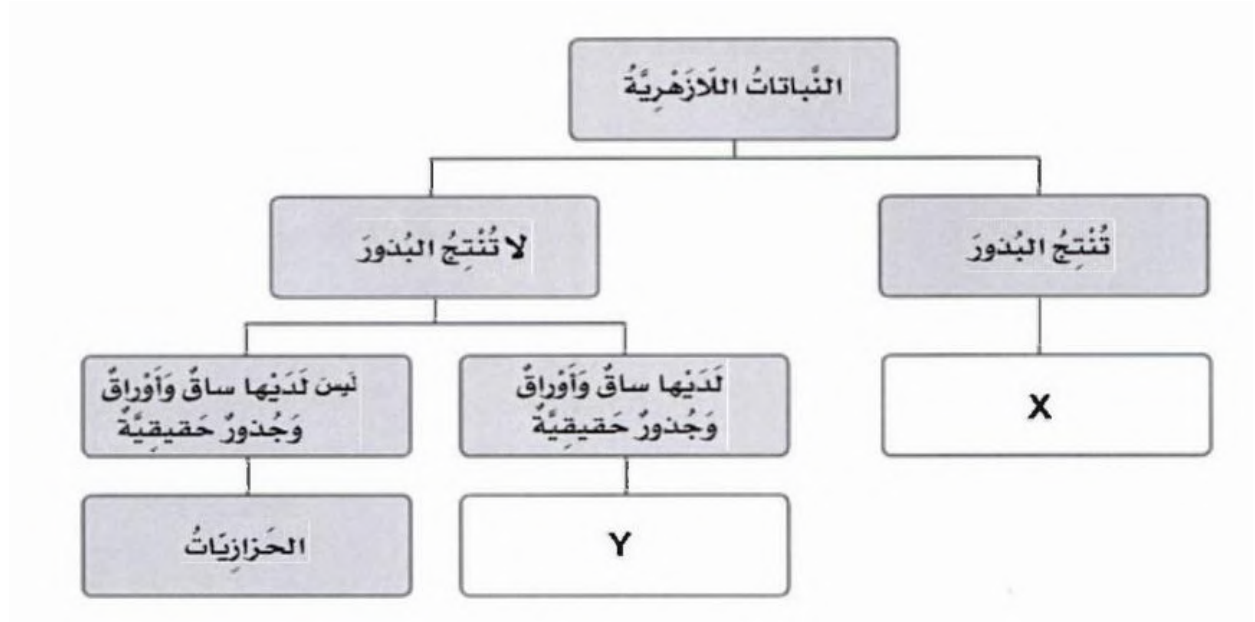 النَّباتاتُ اللّازَهْرِيَّةُ
تُنْتِجُ البُذورَ
لا تُنْتِجُ البُذورَ
X
لَدَيْها ساقٌ وَأَوْراقٌ
وَجُذورٌ حَقيقِيَّةٌ
لَيسَ لَدَيْها ساقٌ وَأَوْراقٌ
وَجُذورٌ حَقيقِيَّةٌ
Y
الحَزازِيّاتُ